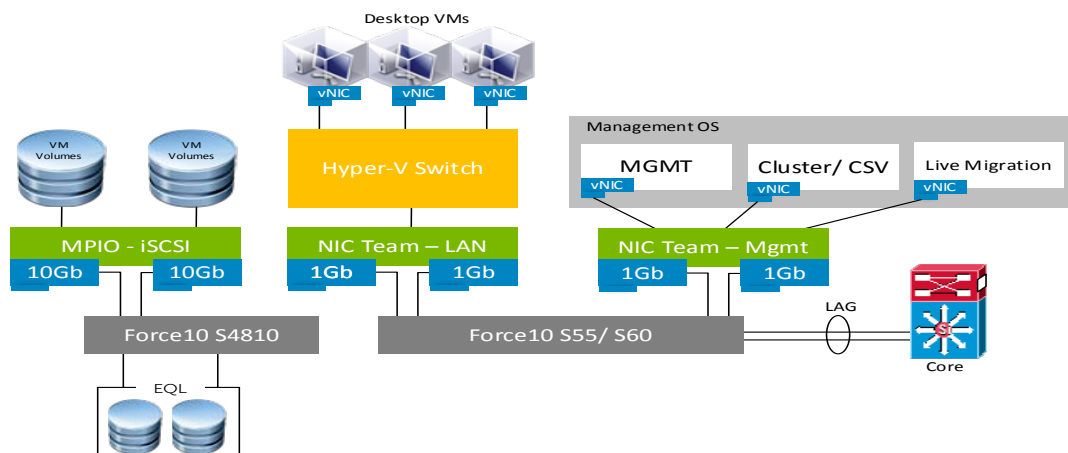 Desktop VMs
vNIC
vNIC
vNIC
VM
Volumes
VM
Volumes
Hyper-V Switch
Management OS
MGMT
vNIC
Cluster/ CSV
vNIC
Live Migration
vNIC
MPIO - iSCSI
10Gb
10Gb
NIC Team – LAN
1Gb
1Gb
NIC Team – Mgmt
1Gb
1Gb
Force10 S4810
Force10 S55/ S60
LAG
Si
Core
EQL